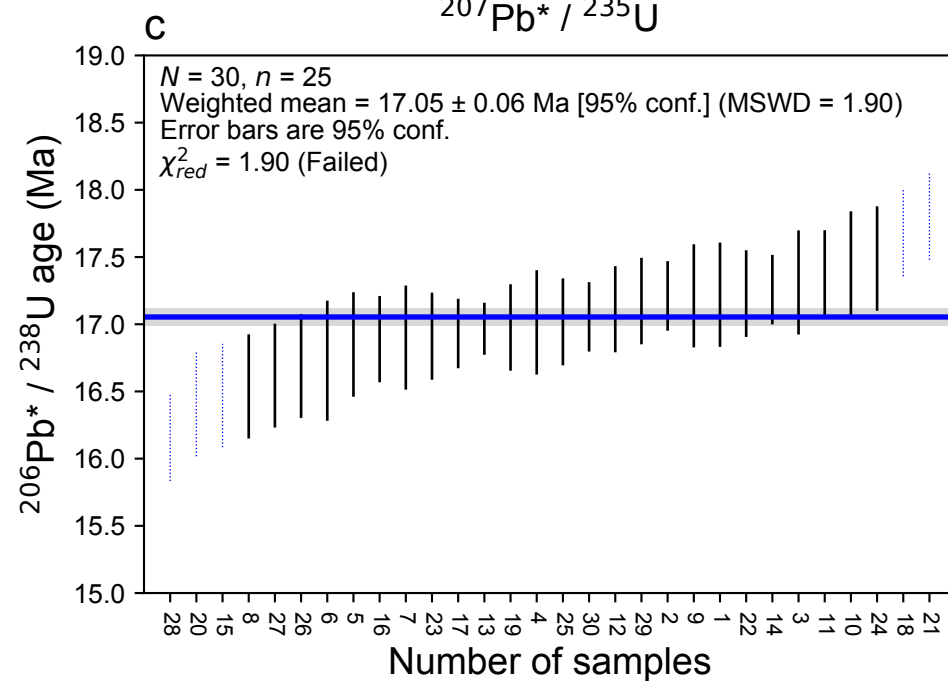 ²⁰⁷Pb* / ²³⁵U
c
N = 30, n = 25
Weighted mean = 17.05 ± 0.06 Ma [95% conf.] (MSWD = 1.90)
Error bars are 95% conf.
χ²red = 1.90 (Failed)
²⁰⁶Pb* / ²³⁸U age (Ma)
19.0
18.5
18.0
17.5
17.0
16.5
16.0
15.5
15.0
28 20 15 8 27 26 6 5 16 7 23 17 13 19 4 25 30 12 29 2 9 1 22 14 3 11 10 24 18 21
Number of samples